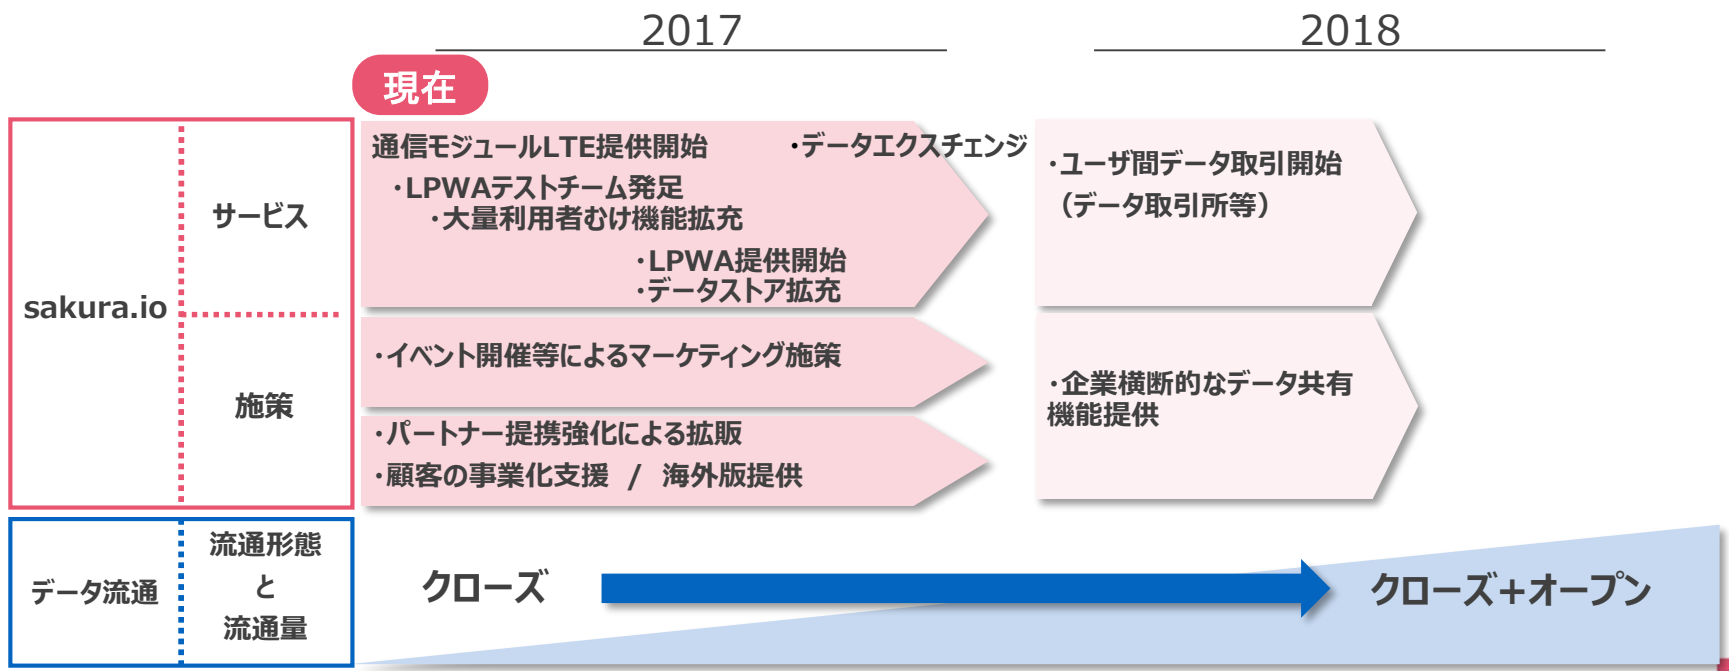 2017
2018
現在
sakura.io
サービス
通信モジュールLTE提供開始
・データエクスチェンジ
・LPWAテストチーム発足
・大量利用者むけ機能拡充
・LPWA提供開始
・データストア拡充
・ユーザ間データ取引開始
（データ取引所等）
施策
・イベント開催等によるマーケティング施策
・パートナー提携強化による拡販
・顧客の事業化支援 / 海外版提供
・企業横断的なデータ共有
機能提供
データ流通
流通形態
と
流通量
クローズ
クローズ+オープン